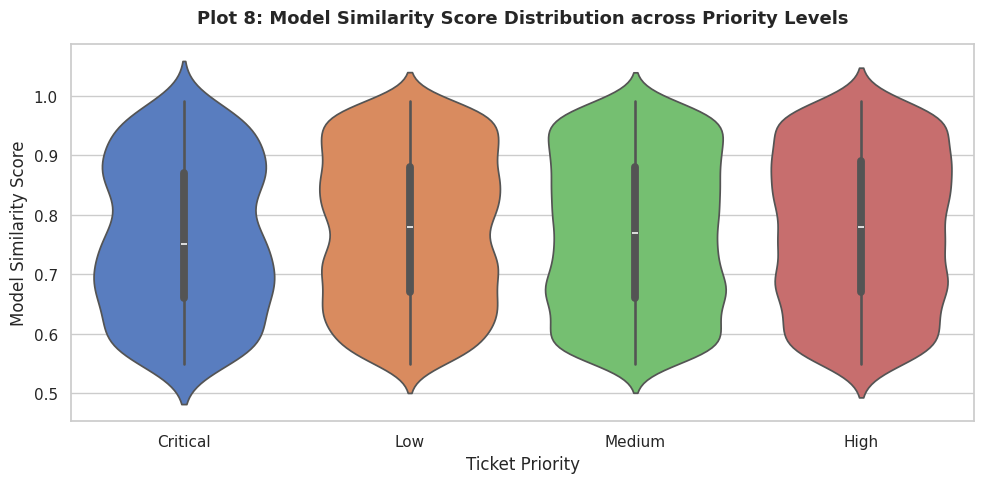 Plot 8: Model Similarity Score Distribution across Priority Levels
Model Similarity Score
1.0
0.9
0.8
0.7
0.6
0.5
Critical
Low
Medium
High
Ticket Priority